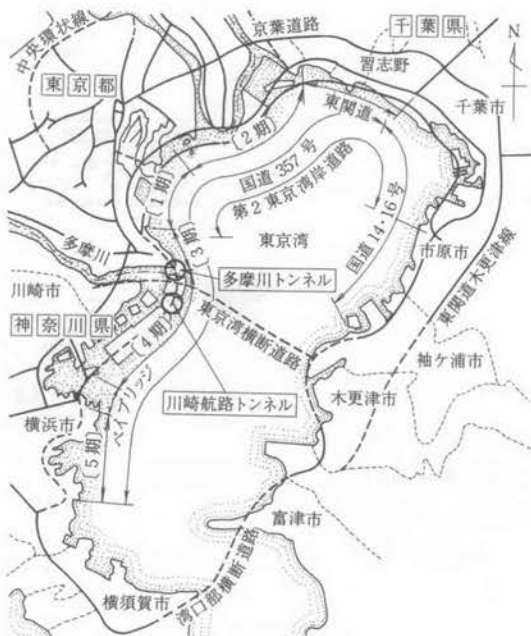 中央環状線
京葉道路
千葉県
N
習志野
東京都
千葉市
東関道
〔2期〕
国道357号
第2東京湾岸道路
〔1期〕
〔3期〕
東京湾
国道14・16号
多摩川
市原市
多摩川トンネル
川崎市
東関道木更津線
神奈川県
東京湾横断道路
〔4期〕
袖ケ浦市
ベイブリッジ
川崎航路トンネル
木更津市
横浜市
〔5期〕
富津市
湾口部横断道路
横須賀市